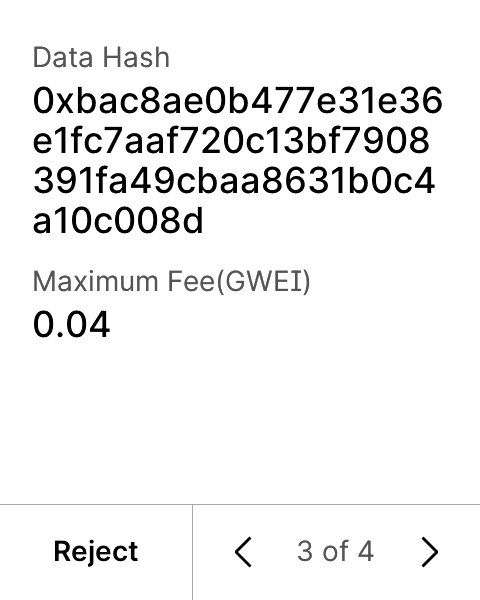 Data Hash
0xbac8ae0b477e31e36
e1fc7aaf720c13bf7908
391fa49cbaa8631b0c4
a10c008d
Maximum Fee(GWEI)
0.04
Reject
3 of 4